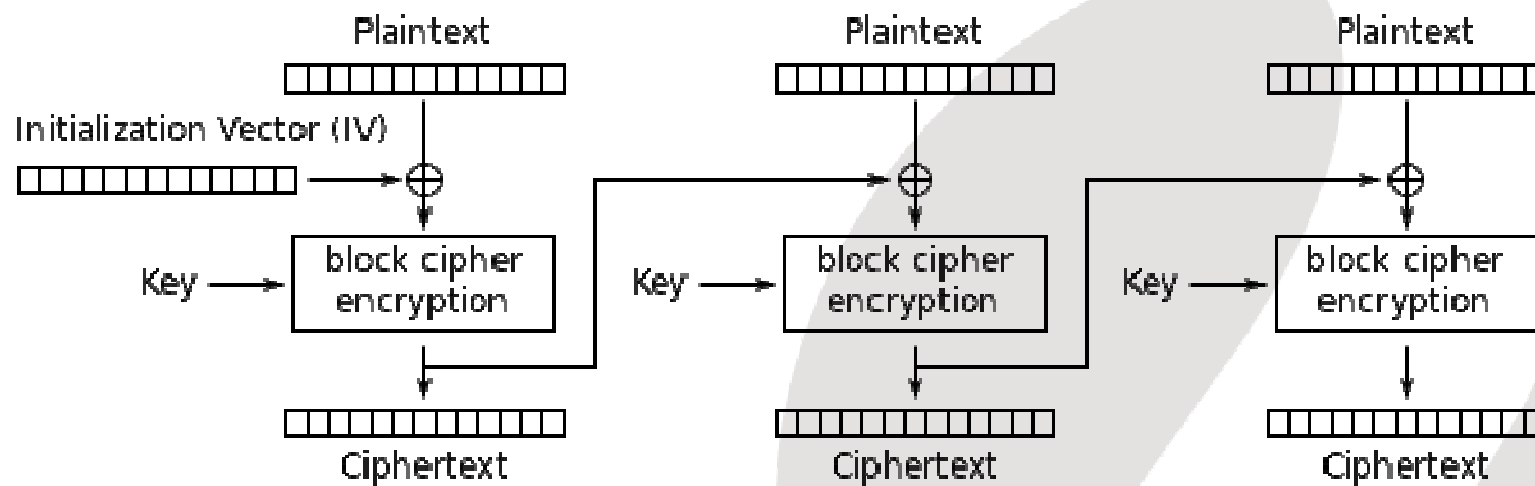 Plaintext
Plaintext
Plaintext
Initialization Vector (IV)
Key
block cipher
encryption
Key
block cipher
encryption
Key
block cipher
encryption
Ciphertext
Ciphertext
Ciphertext